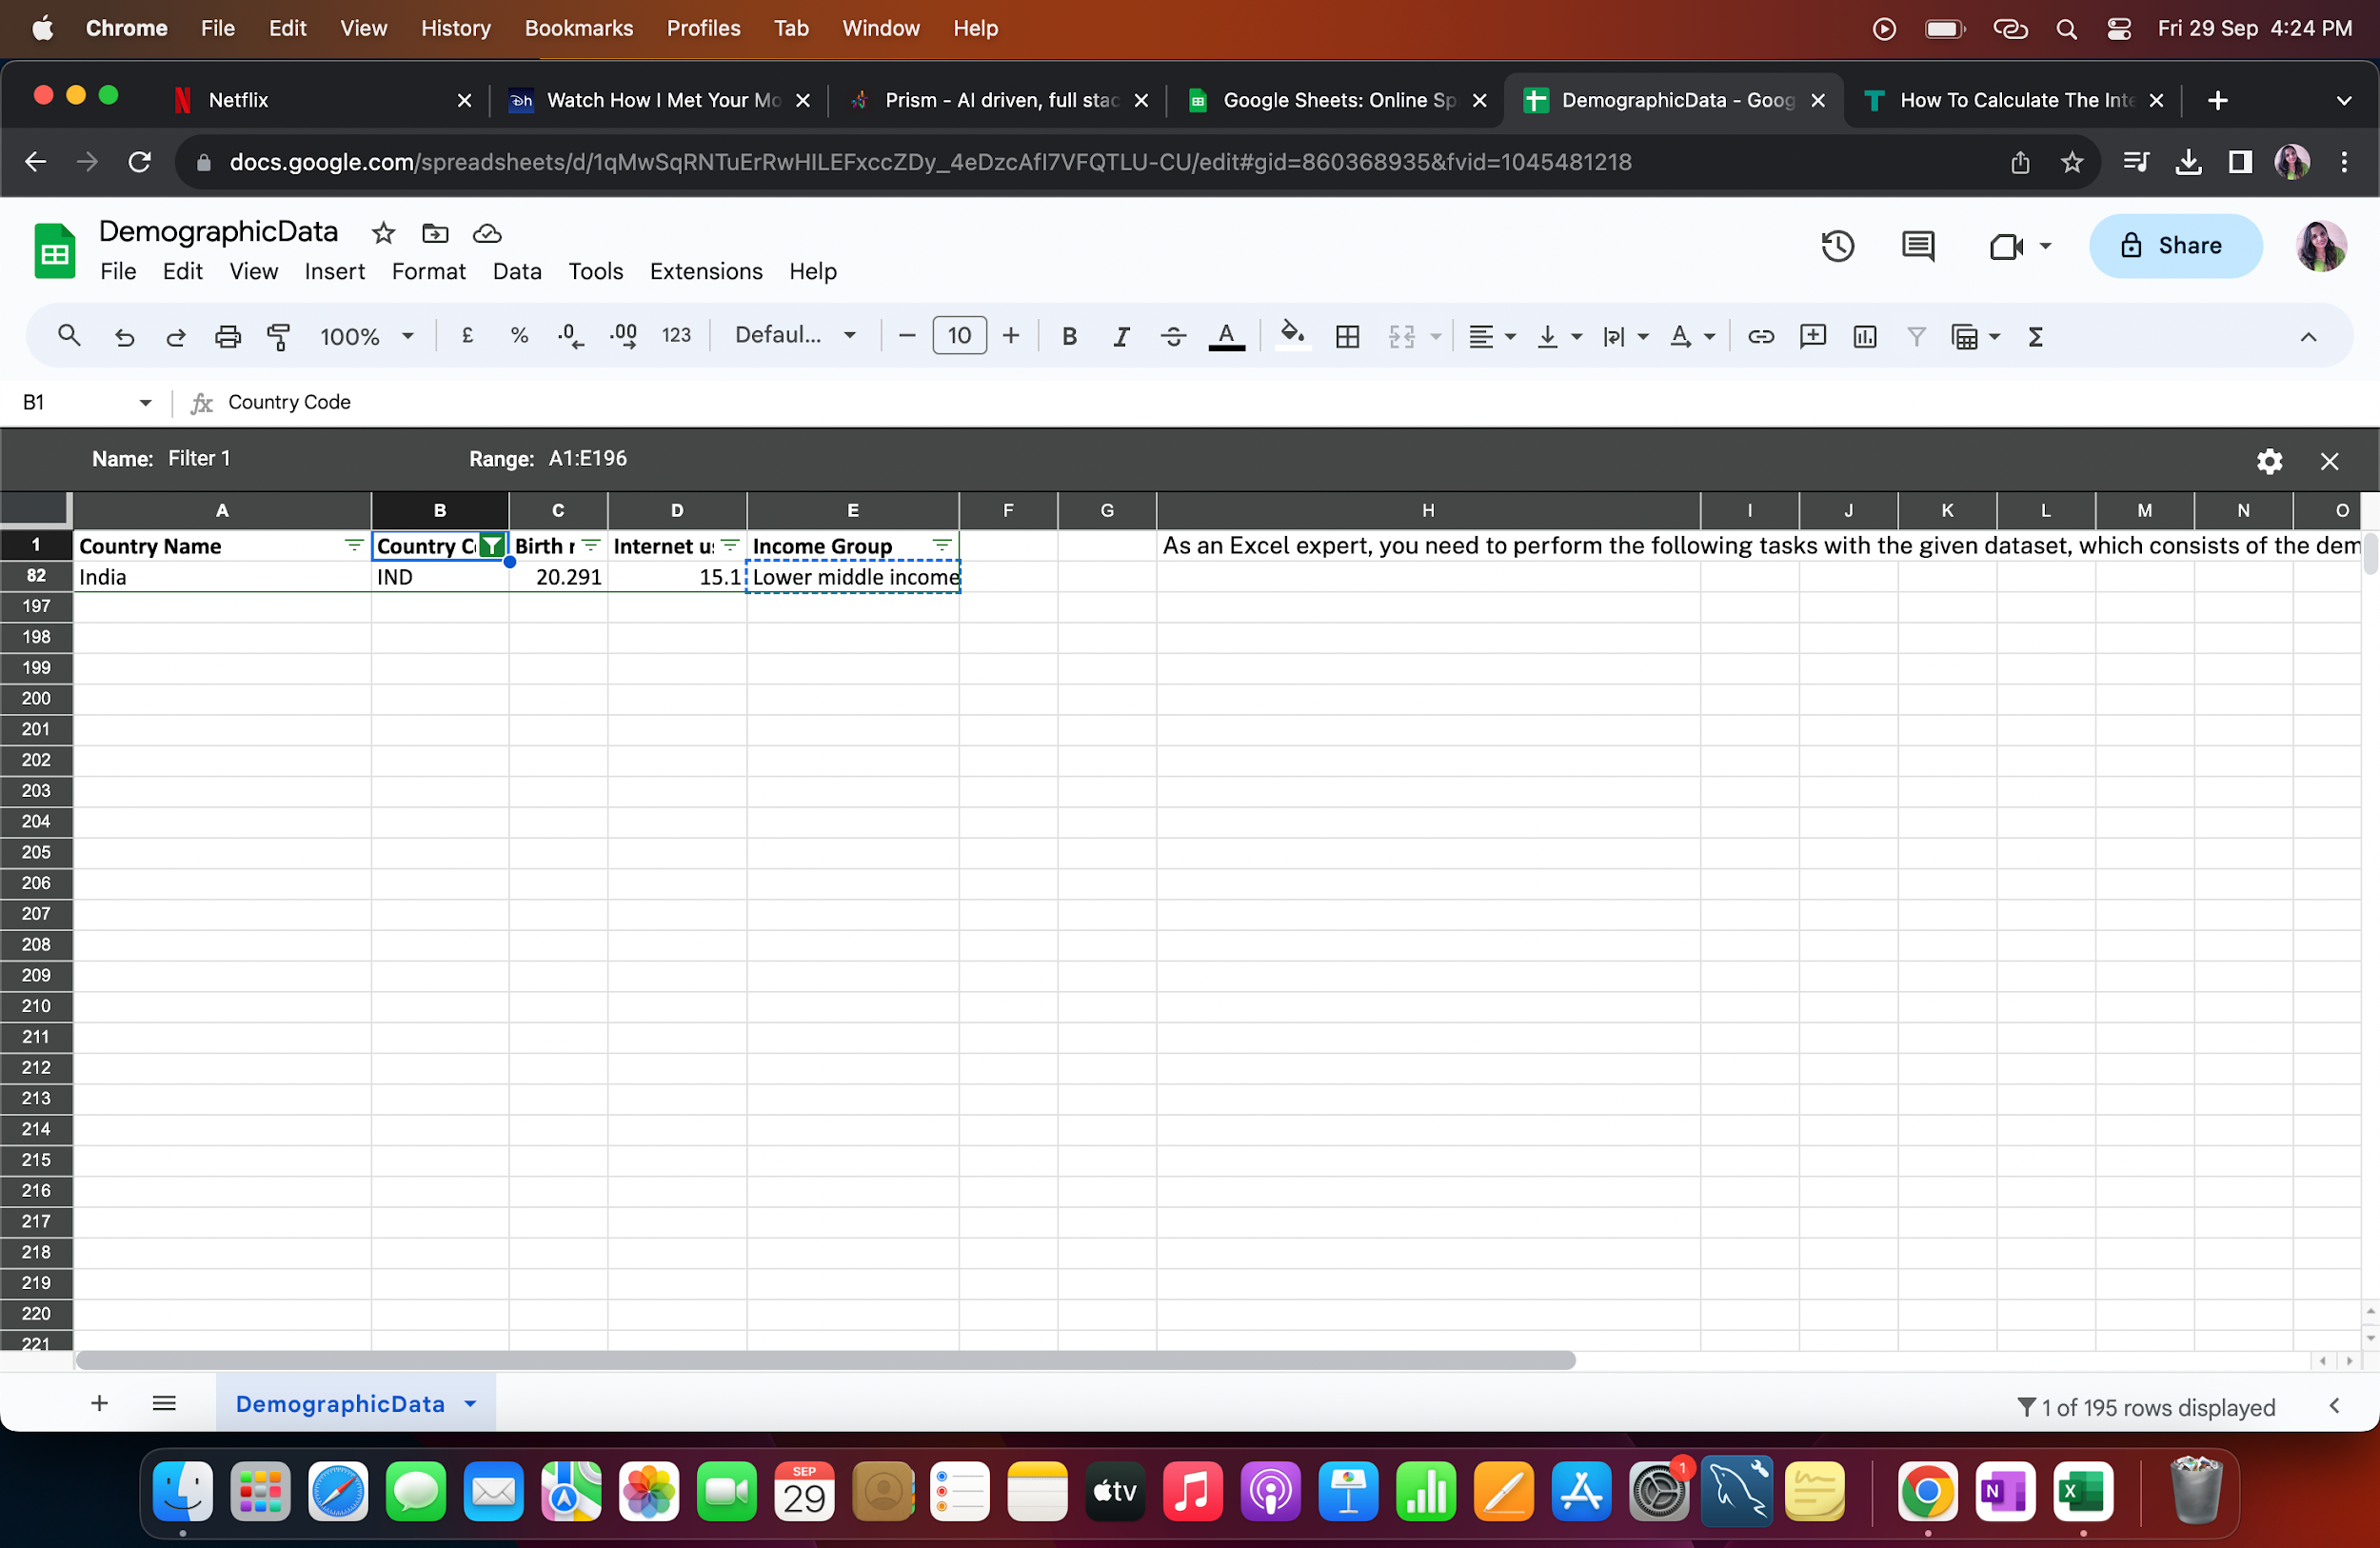 Chrome File Edit View History Bookmarks Profiles Tab Window Help Fri 29 Sep 4:24 PM
Netflix Watch How I Met Your Mo Prism - AI driven, full stac Google Sheets: Online Sp DemographicData - Goog How To Calculate The Inte
docs.google.com/spreadsheets/d/1qMwSqRNTuErRwHILEFxccZDy_4eDzcAfI7VFQTLU-CU/edit#gid=860368935&fvid=1045481218
DemographicData
File Edit View Insert Format Data Tools Extensions Help Share
100% £ % .0 .00 123 Defaul... 10 B I A
B1 fx Country Code
Name: Filter 1 Range: A1:E196
A B C D E F G H I J K L M N O
1 Country Name Country C Birth r Internet u Income Group As an Excel expert, you need to perform the following tasks with the given dataset, which consists of the dem
82 India IND 20.291 15.1 Lower middle income
197
198
199
200
201
202
203
204
205
206
207
208
209
210
211
212
213
214
215
216
217
218
219
220
221
DemographicData 1 of 195 rows displayed
SEP
29
tv
1
N
X